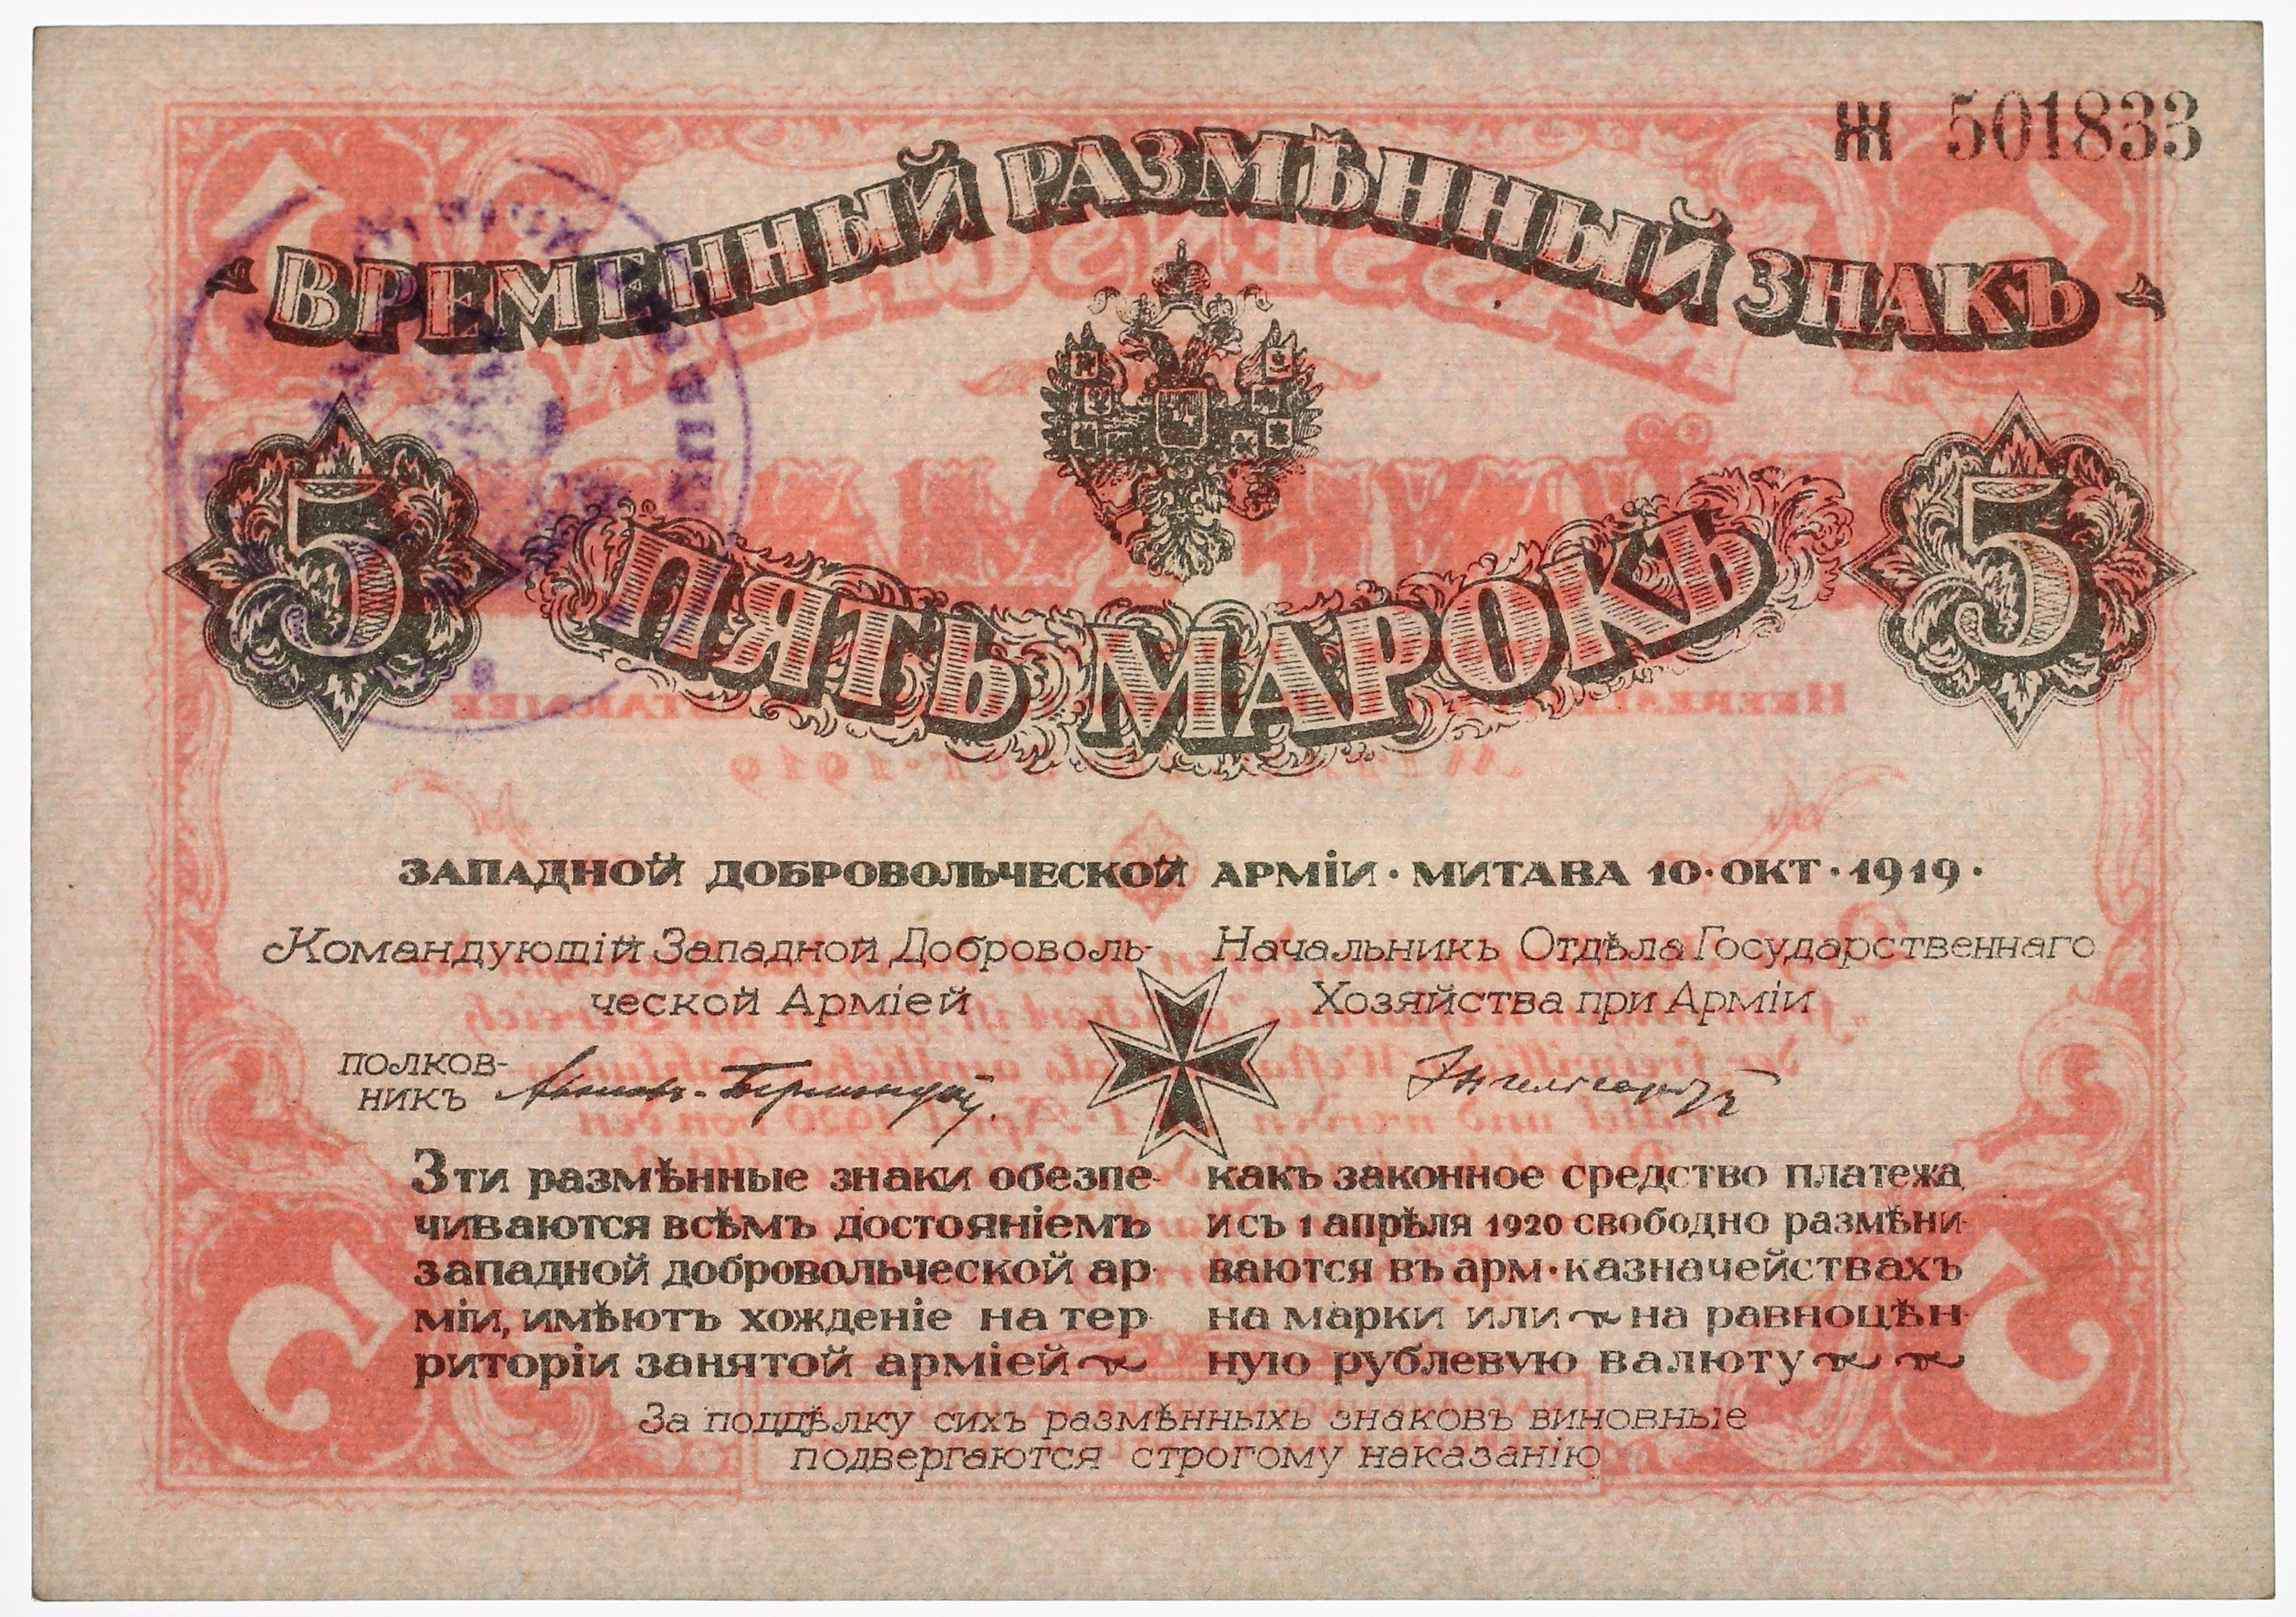 Ж 501833
ВРЕМЕННЫЙ РАЗМѢННЫЙ ЗНАКЪ
5 5
ПЯТЬ МАРОКЪ
ЗАПАДНОЙ ДОБРОВОЛЬЧЕСКОЙ АРМІИ · МИТАВА 10 · ОКТ · 1919 ·
Командующій Западной Доброволь-
ческой Арміей
Начальникъ Отдѣла Государственнаго
Хозяйства при Арміи
полков-
никъ Авалов-Бермондтъ
Эти размѣнные знаки обезпе-
чиваются всѣмъ достояніемъ
западной добровольческой ар-
міи, имѣютъ хожденіе на тер-
риторіи занятой арміей
какъ законное средство платежа
и съ 1 апрѣля 1920 свободно размѣни-
ваются въ арм · казначействахъ
на марки или на равноцѣн-
ную рублевую валюту
За поддѣлку сихъ размѣнныхъ знаковъ виновные
подвергаются строгому наказанію